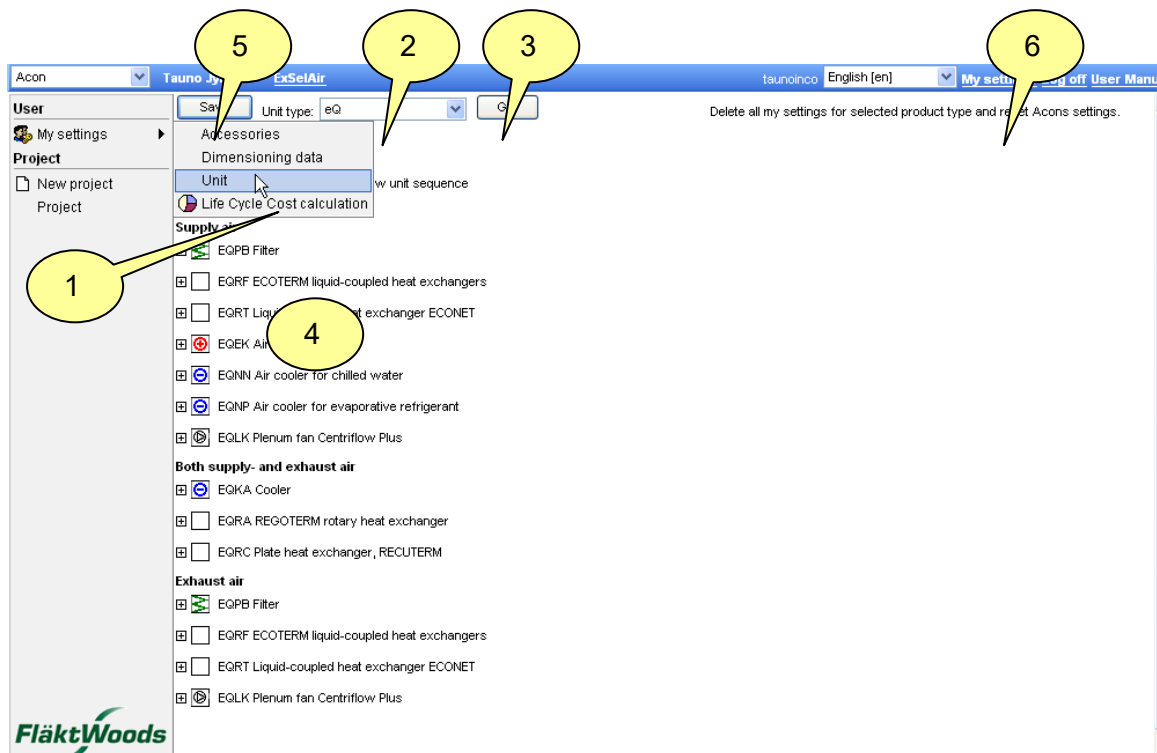 5
2
3
6
Acon
Tauno
ExSelAir
taunoinco
English [en]
My
off User Manu
User
Unit type:
eQ
Delete all my settings for selected product type and
Acons settings.
My settings
Accessories
Project
Dimensioning data
New project
Unit
w unit sequence
Project
Life Cycle Cost calculation
Supply air
1
EQPB Filter
EQRF ECOTERM liquid-coupled heat exchangers
EQRT
exchanger ECONET
4
EQEK Air
EQNN Air cooler for chilled water
EQNP Air cooler for evaporative refrigerant
EQLK Plenum fan Centriflow Plus
Both supply- and exhaust air
EQKA Cooler
EQRA REGOTERM rotary heat exchanger
EQRC Plate heat exchanger, RECUTERM
Exhaust air
EQPB Filter
EQRF ECOTERM liquid-coupled heat exchangers
EQRT Liquid-coupled heat exchanger ECONET
EQLK Plenum fan Centriflow Plus
FläktWoods